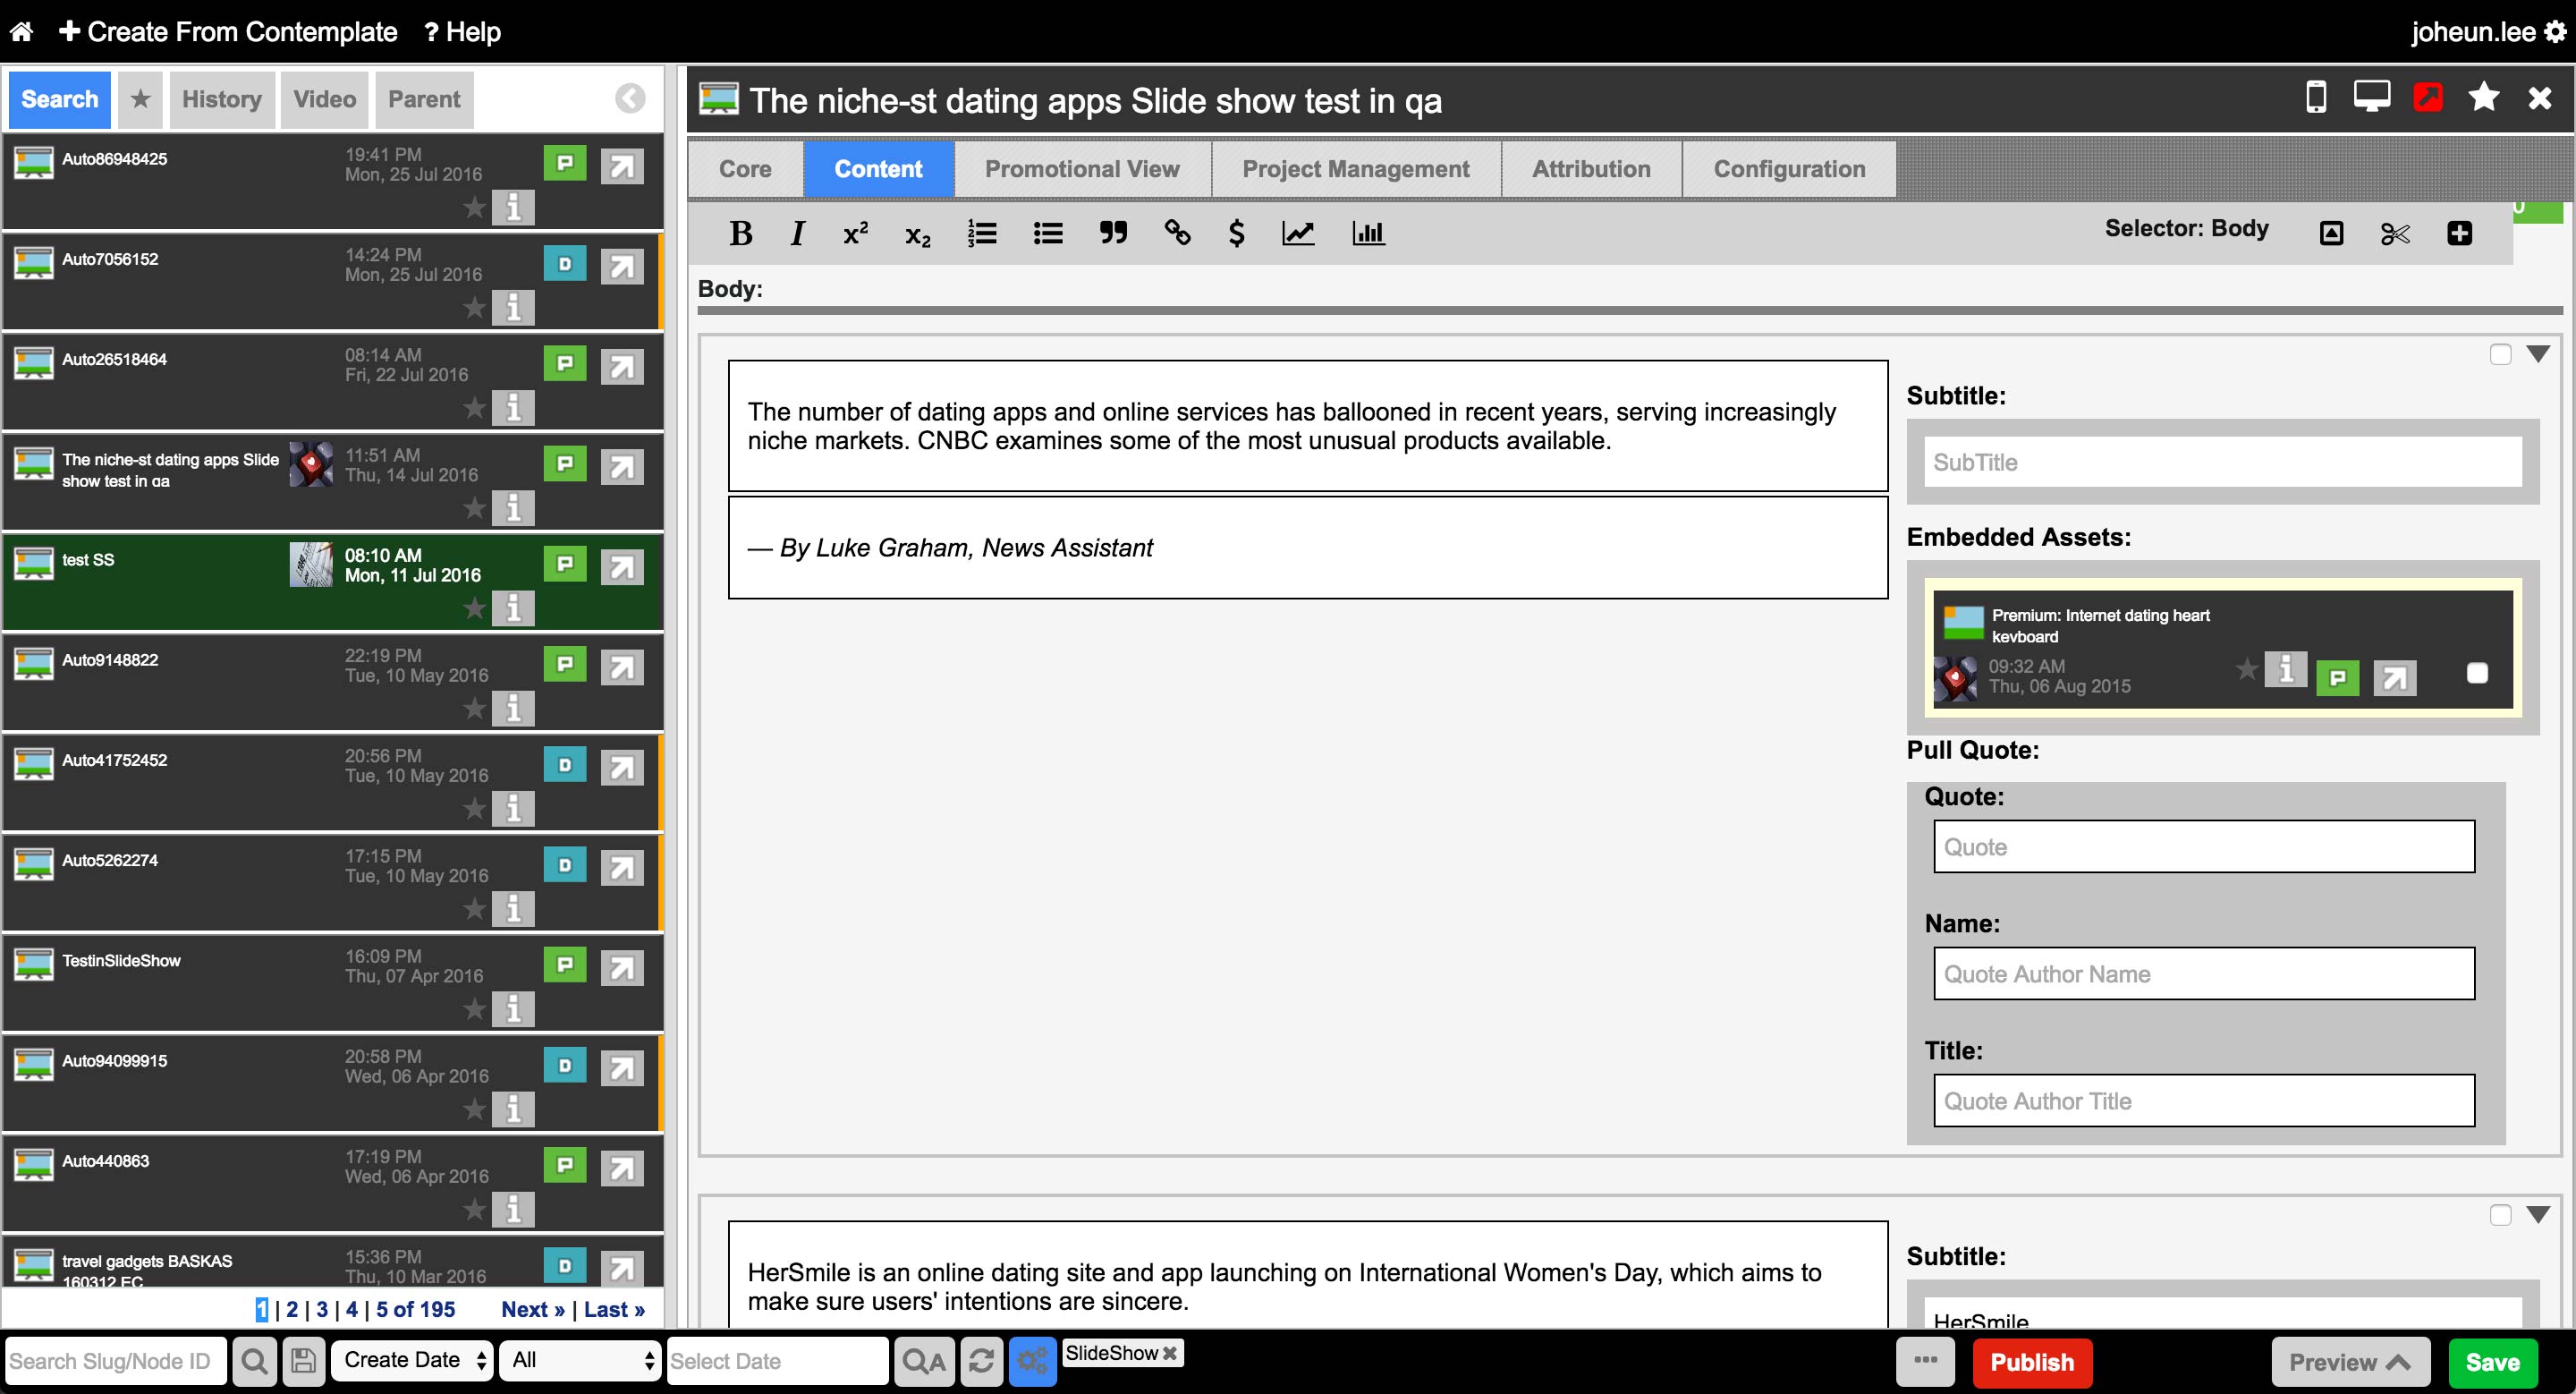 Create From Contemplate ? Help
joheun.lee
Search
History
Video
Parent
Auto86948425
19:41 PM
Mon, 25 Jul 2016
P
Auto7056152
14:24 PM
Mon, 25 Jul 2016
D
Auto26518464
08:14 AM
Fri, 22 Jul 2016
P
The niche-st dating apps Slide
show test in qa
11:51 AM
Thu, 14 Jul 2016
P
test SS
08:10 AM
Mon, 11 Jul 2016
P
Auto9148822
22:19 PM
Tue, 10 May 2016
P
Auto41752452
20:56 PM
Tue, 10 May 2016
D
Auto5262274
17:15 PM
Tue, 10 May 2016
D
TestinSlideShow
16:09 PM
Thu, 07 Apr 2016
P
Auto94099915
20:58 PM
Wed, 06 Apr 2016
D
Auto440863
17:19 PM
Wed, 06 Apr 2016
P
travel gadgets BASKAS
160312 EC
15:36 PM
Thu, 10 Mar 2016
D
1 | 2 | 3 | 4 | 5 of 195 Next » | Last »
The niche-st dating apps Slide show test in qa
Core
Content
Promotional View
Project Management
Attribution
Configuration
B I x² x₂
Selector: Body
Body:
The number of dating apps and online services has ballooned in recent years, serving increasingly
niche markets. CNBC examines some of the most unusual products available.
— By Luke Graham, News Assistant
Subtitle:
SubTitle
Embedded Assets:
Premium: Internet dating heart
keyboard
09:32 AM
Thu, 06 Aug 2015
P
Pull Quote:
Quote:
Quote
Name:
Quote Author Name
Title:
Quote Author Title
HerSmile is an online dating site and app launching on International Women's Day, which aims to
make sure users' intentions are sincere.
Subtitle:
HerSmile
Search Slug/Node ID
Create Date
All
Select Date
A
SlideShow
Publish
Preview
Save